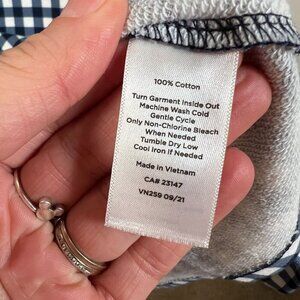 100% Cotton
Turn Garment Inside Out
Machine Wash Cold
Gentle Cycle
Only Non-Chlorine Bleach
When Needed
Tumble Dry Low
Cool Iron If Needed
Made in Vietnam
CA# 23147
VN259 09/21